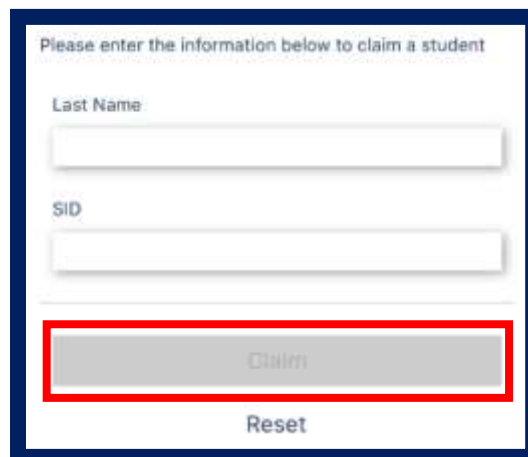 Please enter the information below to claim a student
Last Name
SID
Claim
Reset